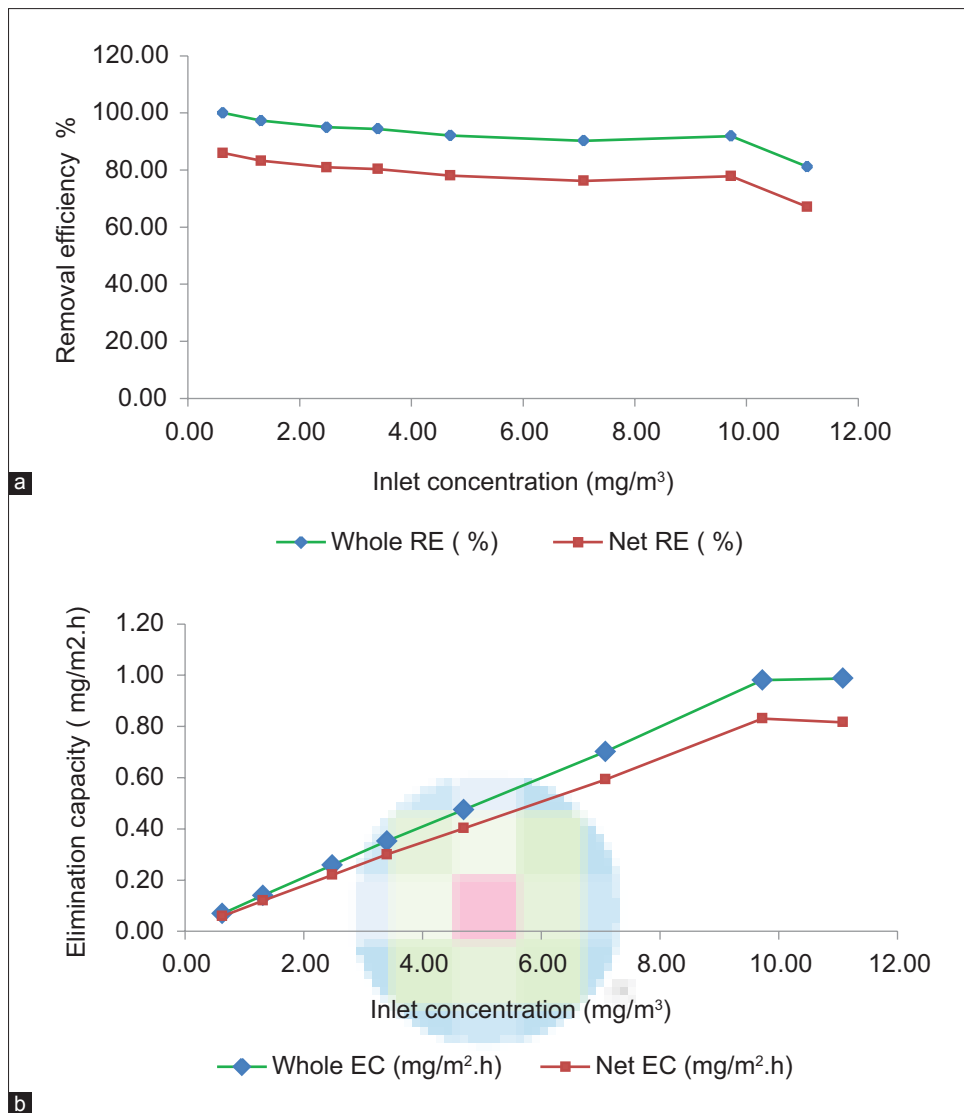 120.00
100.00
80.00
60.00
40.00
20.00
0.00
Removal efficiency %
0.00 2.00 4.00 6.00 8.00 10.00 12.00
Inlet concentration (mg/m³)
a
Whole RE ( %) Net RE ( %)
1.20
1.00
0.80
0.60
0.40
0.20
0.00
Elimination capacity ( mg/m2.h)
0.00 2.00 4.00 6.00 8.00 10.00 12.00
Inlet concentration (mg/m³)
Whole EC (mg/m².h) Net EC (mg/m².h)
b